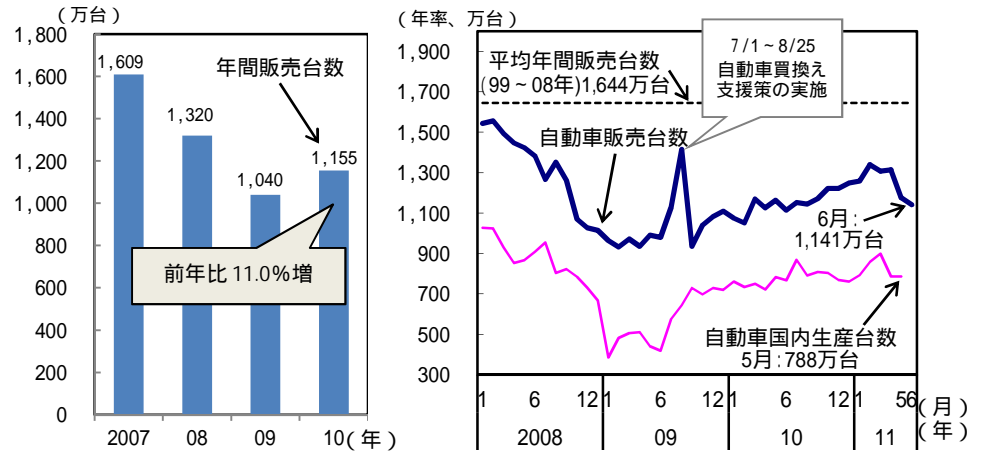 (万台)
1,800
1,600
1,400
1,200
1,000
800
600
400
200
0
1,609
1,320
1,040
1,155
年間販売台数
前年比 11.0%増
2007 08 09 10(年)
(年率、万台)
1,900
1,700
1,500
1,300
1,100
900
700
500
300
平均年間販売台数
(99~08年)1,644万台
7/1~8/25
自動車買換え
支援策の実施
自動車販売台数
6月:
1,141万台
自動車国内生産台数
5月:788万台
1 6 12 1 6 12 1 6 12 1 5 6 (月)
2008 09 10 11 (年)